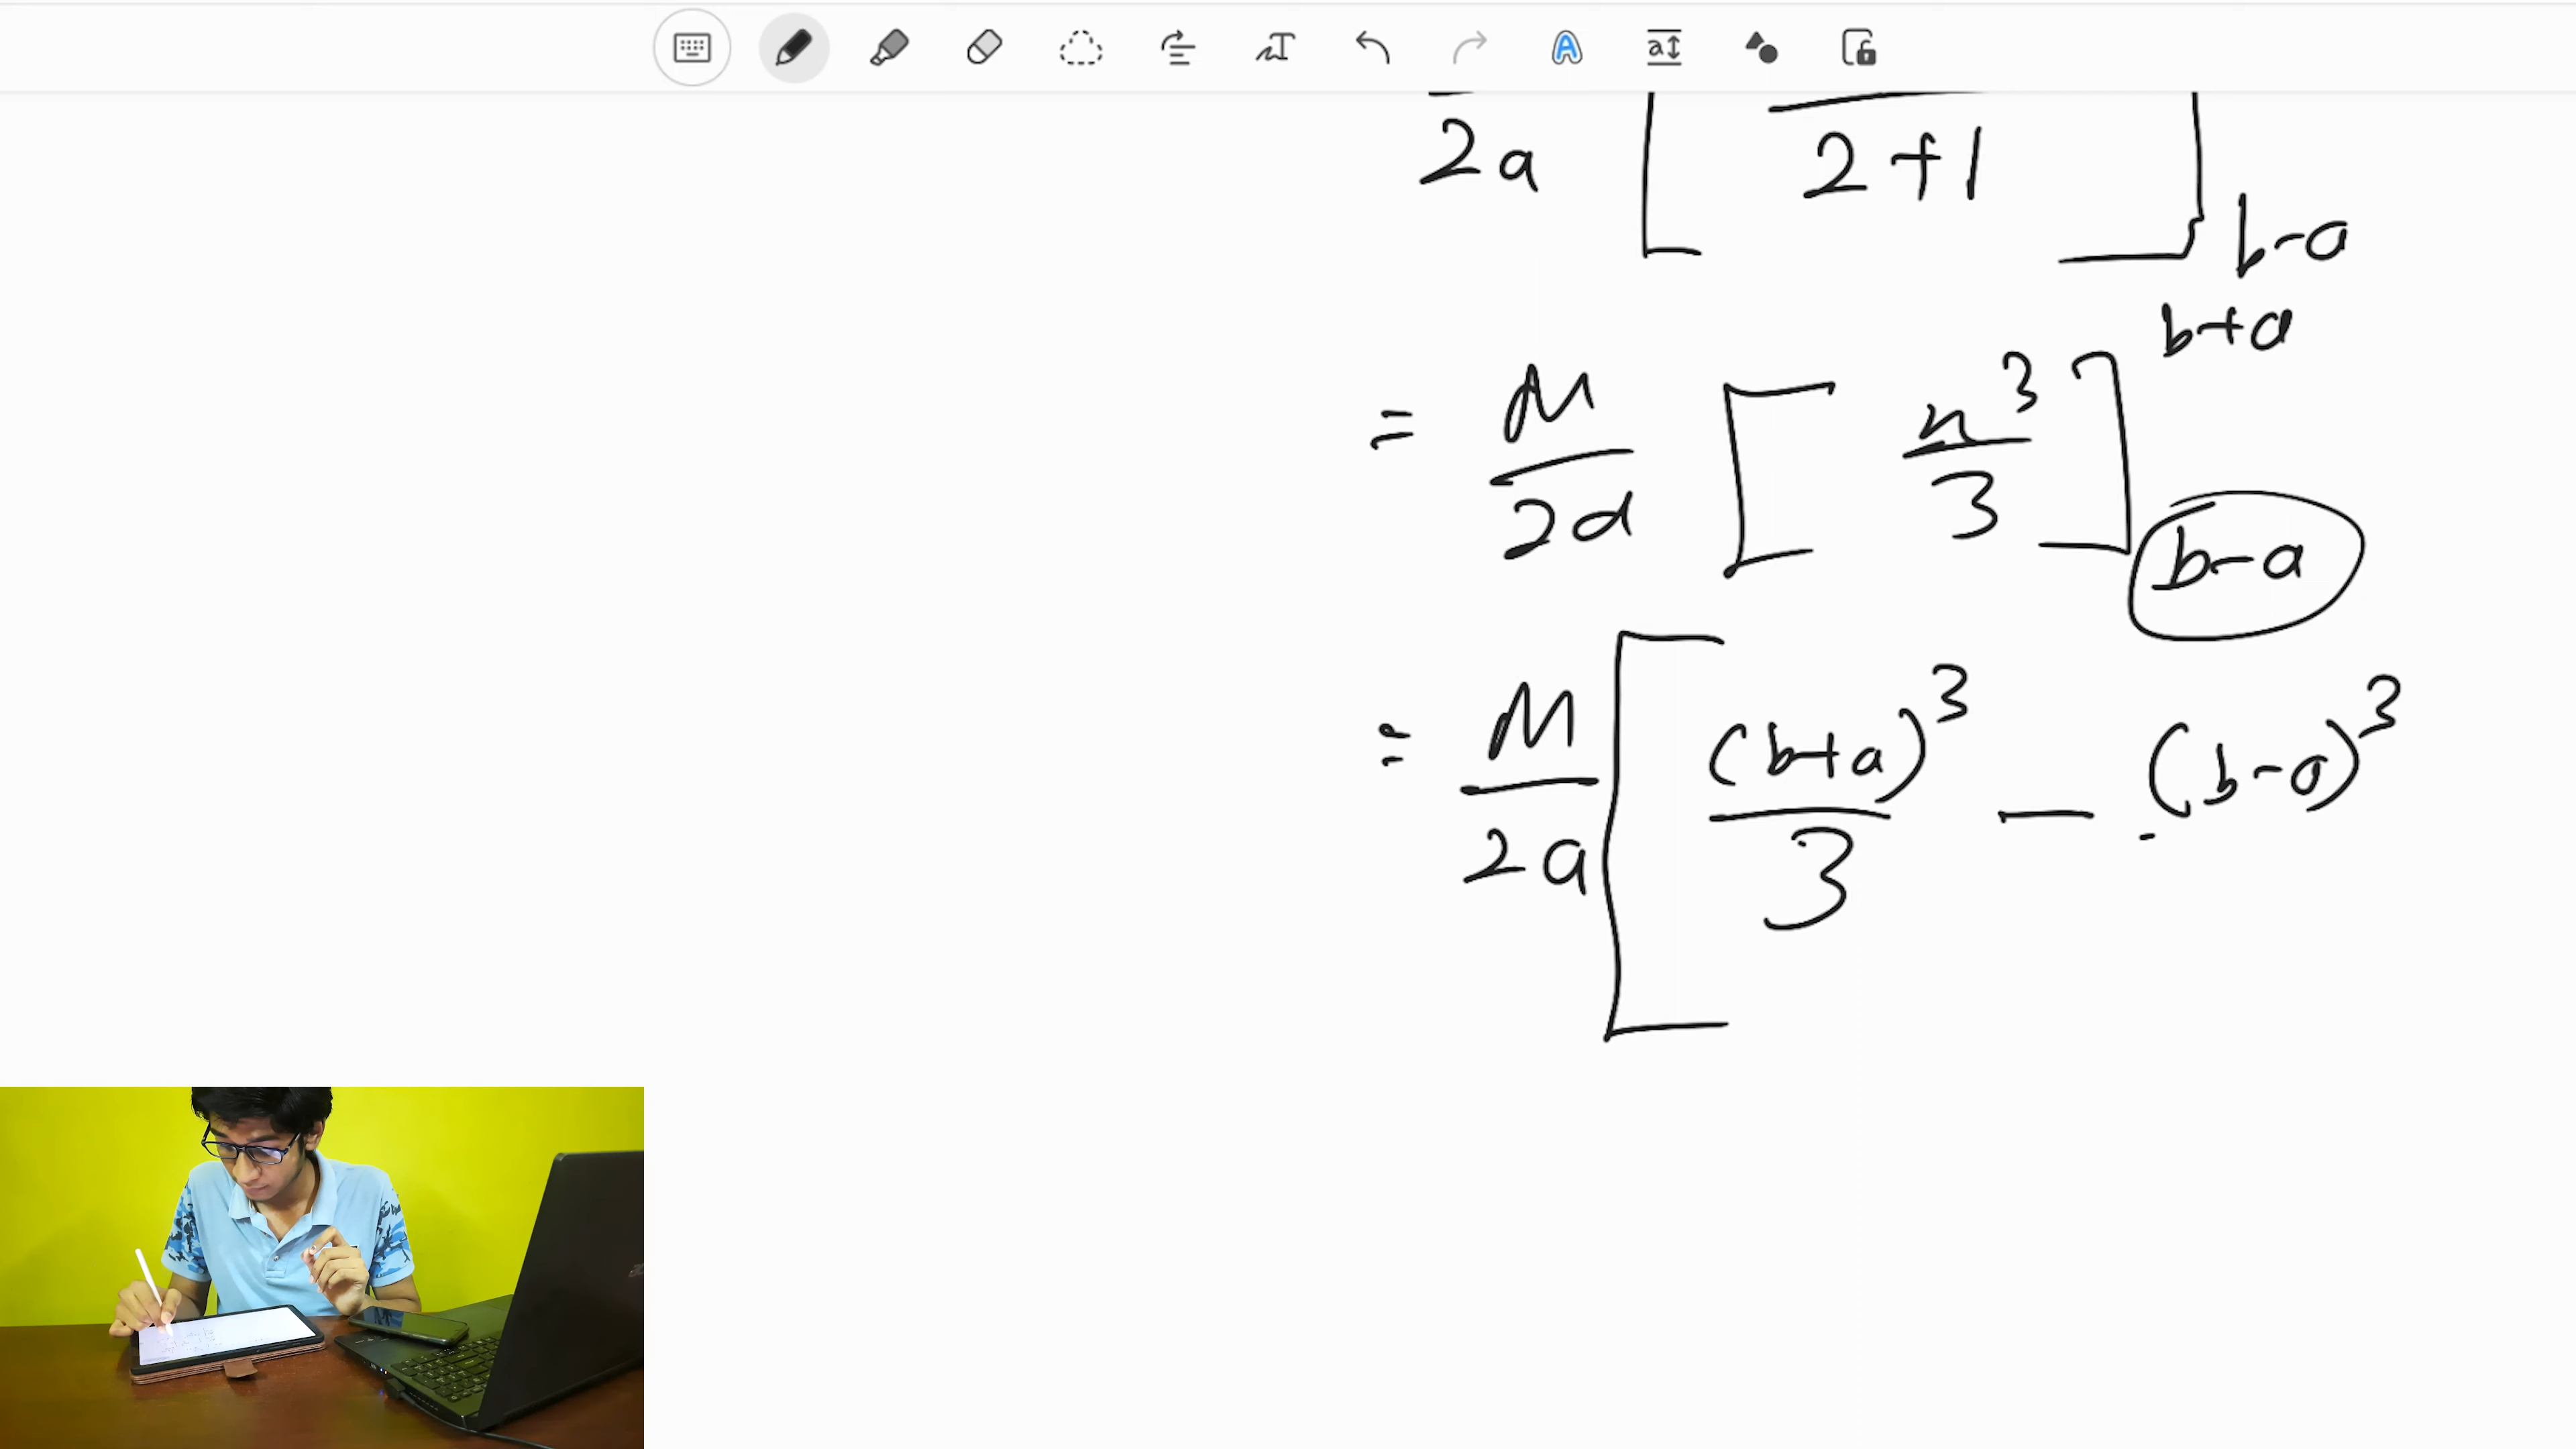 2a [ 2+1 ] b-a
= M/2a [ x³/3 ] b+a b-a
= M/2a [ (b+a)³/3 - (b-a)³